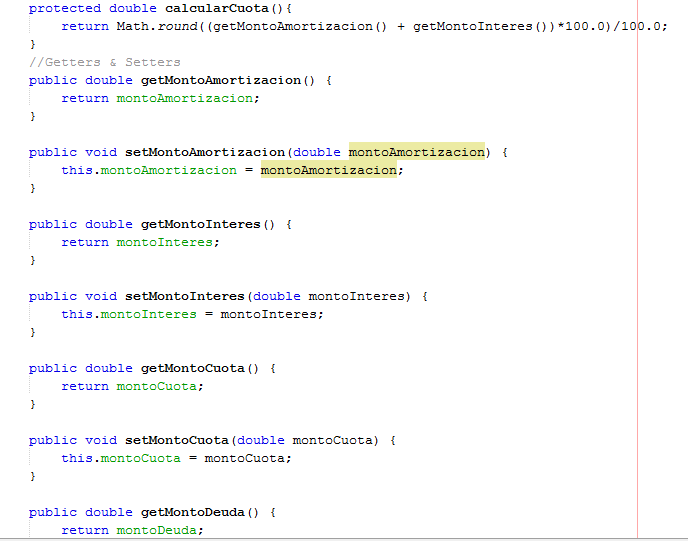 protected double calcularCuota(){
    return Math.round((getMontoAmortizacion() + getMontoInteres())*100.0)/100.0;
}
//Getters & Setters
public double getMontoAmortizacion() {
    return montoAmortizacion;
}

public void setMontoAmortizacion(double montoAmortizacion) {
    this.montoAmortizacion = montoAmortizacion;
}

public double getMontoInteres() {
    return montoInteres;
}

public void setMontoInteres(double montoInteres) {
    this.montoInteres = montoInteres;
}

public double getMontoCuota() {
    return montoCuota;
}

public void setMontoCuota(double montoCuota) {
    this.montoCuota = montoCuota;
}

public double getMontoDeuda() {
    return montoDeuda;